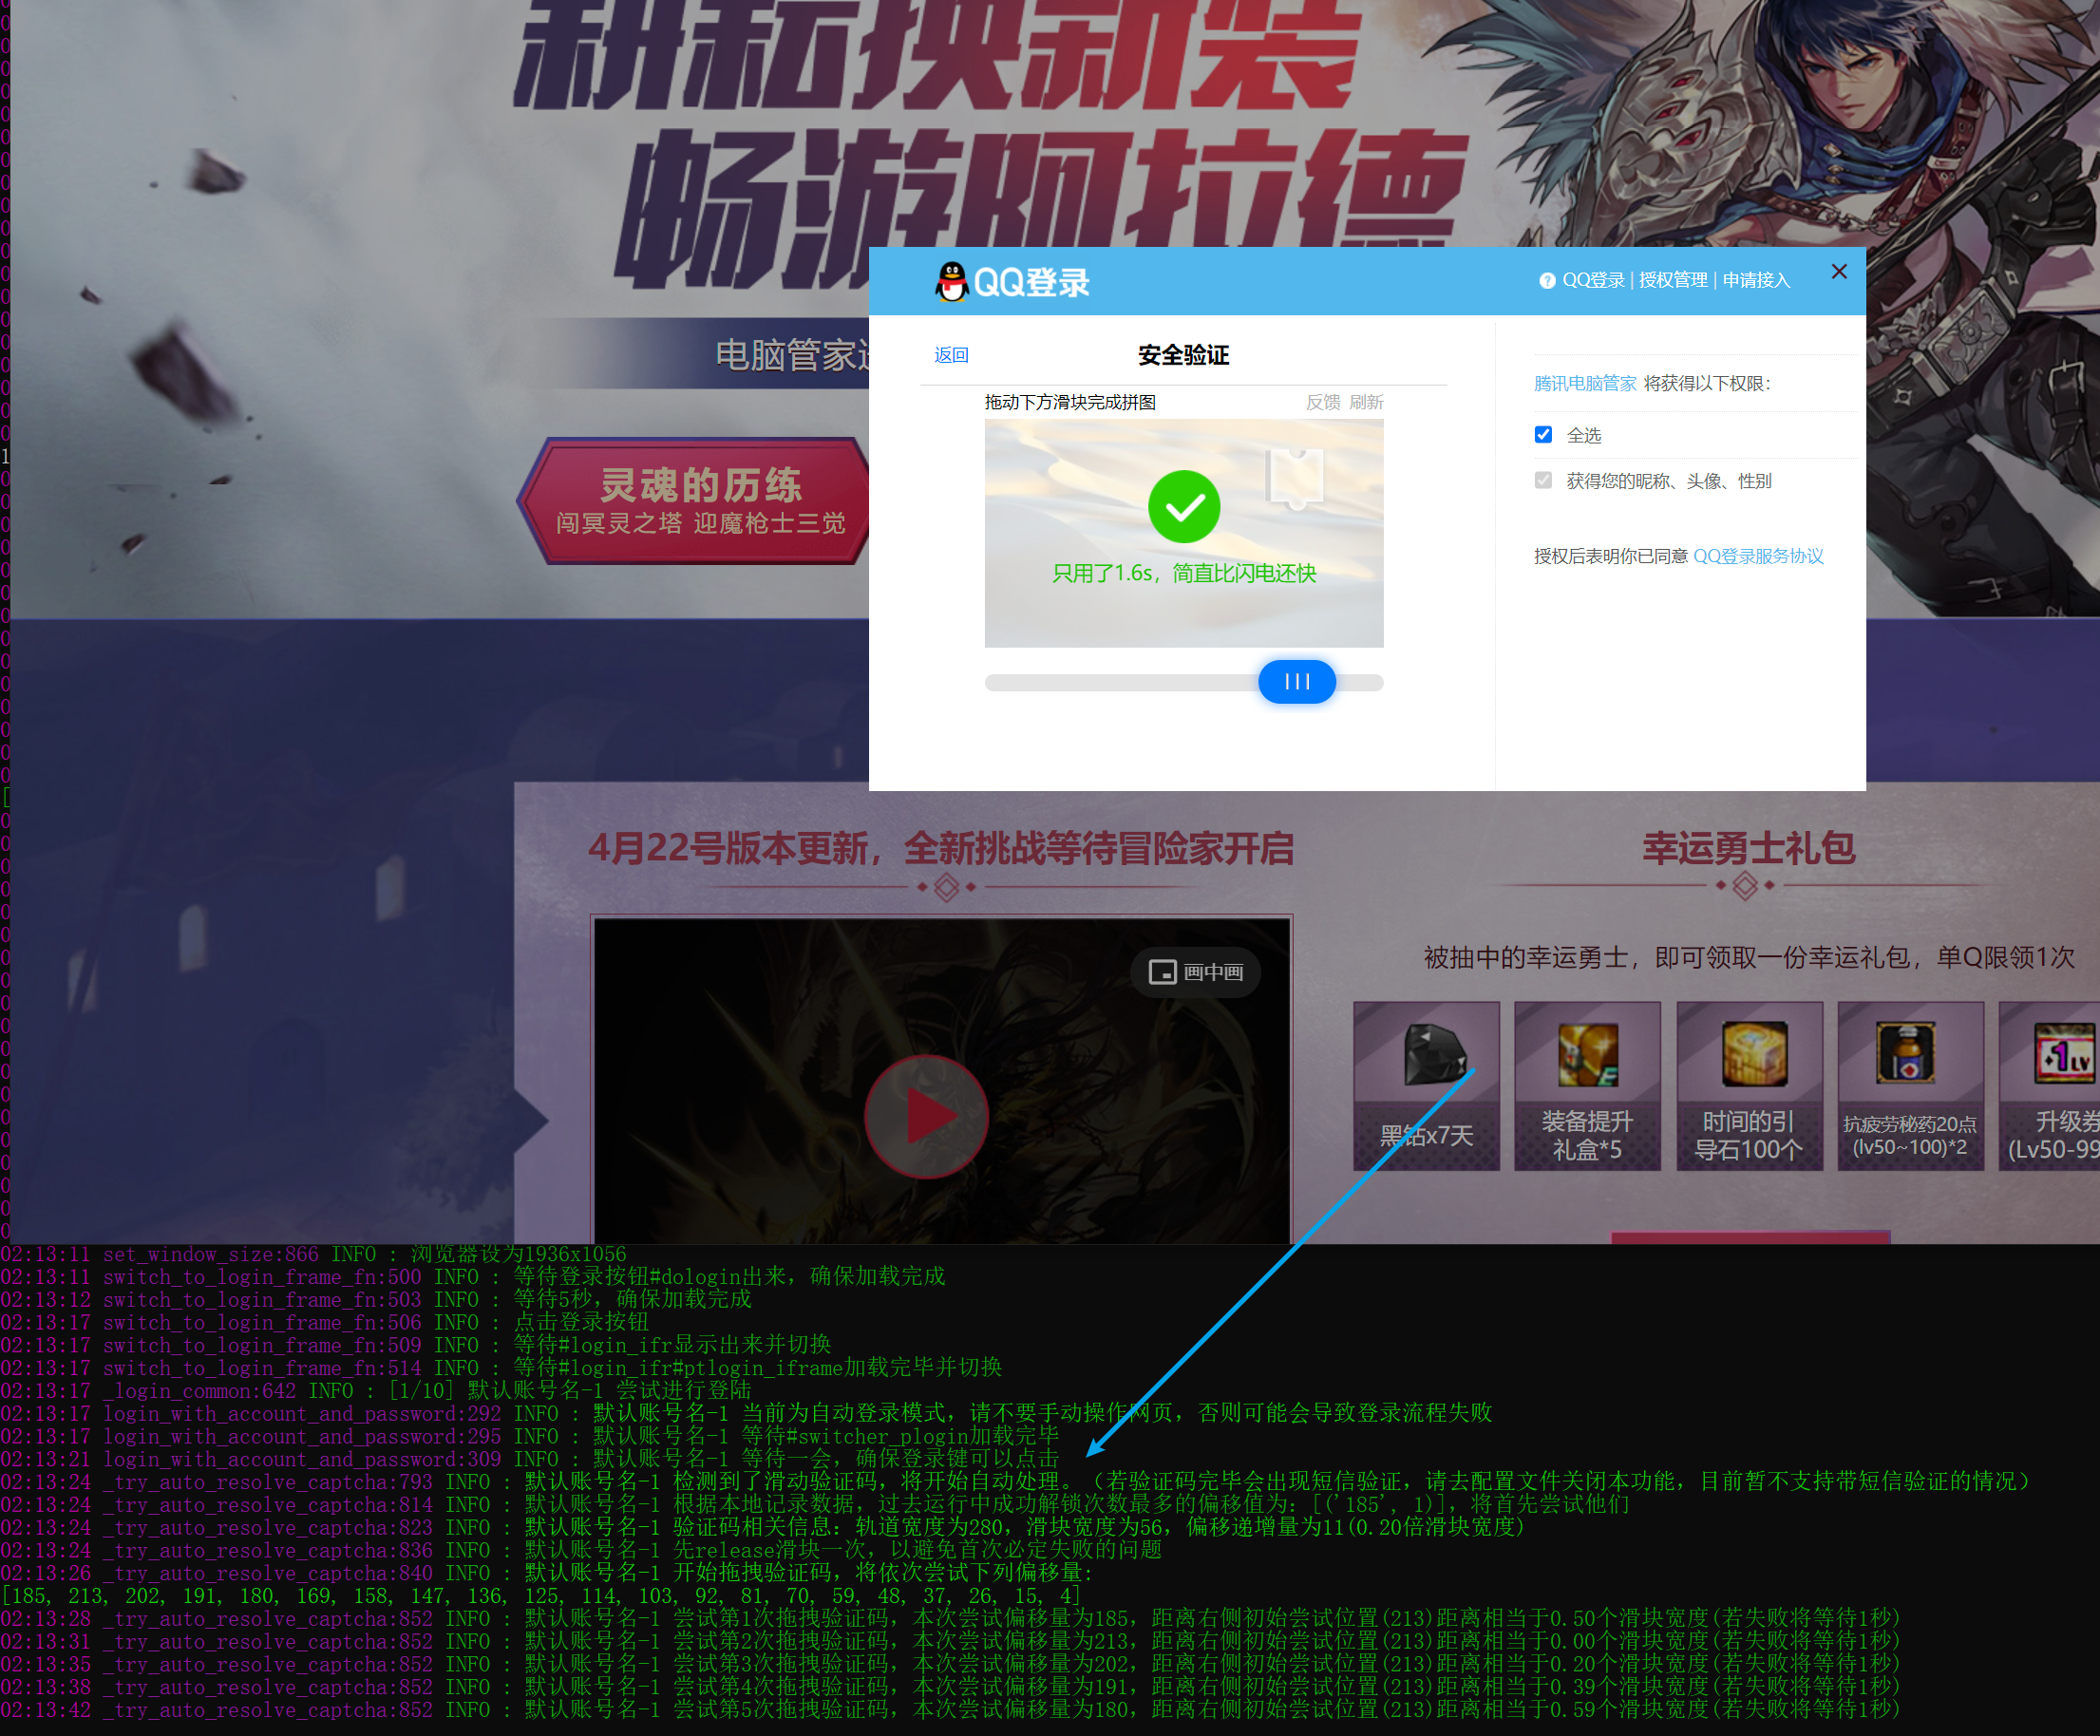 耕耘换新装
畅游阿拉德
电脑管家
灵魂的历练
闯冥灵之塔 迎魔枪士三觉
QQ登录
QQ登录 | 授权管理 | 申请接入
返回
安全验证
拖动下方滑块完成拼图
反馈 刷新
只用了1.6s，简直比闪电还快
腾讯电脑管家 将获得以下权限：
全选
获得您的昵称、头像、性别
授权后表明你已同意 QQ登录服务协议
4月22号版本更新，全新挑战等待冒险家开启
画中画
幸运勇士礼包
被抽中的幸运勇士，即可领取一份幸运礼包，单Q限领1次
黑钻x7天
装备提升
礼盒*5
时间的引
导石100个
抗疲劳秘药20点
(lv50~100)*2
+1LV
升级券
(Lv50-99
02:13:11 set_window_size:866 INFO : 浏览器设为1936x1056
02:13:11 switch_to_login_frame_fn:500 INFO : 等待登录按钮#dologin出来，确保加载完成
02:13:12 switch_to_login_frame_fn:503 INFO : 等待5秒，确保加载完成
02:13:17 switch_to_login_frame_fn:506 INFO : 点击登录按钮
02:13:17 switch_to_login_frame_fn:509 INFO : 等待#login_ifr显示出来并切换
02:13:17 switch_to_login_frame_fn:514 INFO : 等待#login_ifr#ptlogin_iframe加载完毕并切换
02:13:17 _login_common:642 INFO : [1/10] 默认账号名-1 尝试进行登陆
02:13:17 login_with_account_and_password:292 INFO : 默认账号名-1 当前为自动登录模式，请不要手动操作网页，否则可能会导致登录流程失败
02:13:17 login_with_account_and_password:295 INFO : 默认账号名-1 等待#switcher_plogin加载完毕
02:13:21 login_with_account_and_password:309 INFO : 默认账号名-1 等待一会，确保登录键可以点击
02:13:24 _try_auto_resolve_captcha:793 INFO : 默认账号名-1 检测到了滑动验证码，将开始自动处理。（若验证码完毕会出现短信验证，请去配置文件关闭本功能，目前暂不支持带短信验证的情况）
02:13:24 _try_auto_resolve_captcha:814 INFO : 默认账号名-1 根据本地记录数据，过去运行中成功解锁次数最多的偏移值为：[('185', 1)]，将首先尝试他们
02:13:24 _try_auto_resolve_captcha:823 INFO : 默认账号名-1 验证码相关信息：轨道宽度为280，滑块宽度为56，偏移递增量为11(0.20倍滑块宽度)
02:13:24 _try_auto_resolve_captcha:836 INFO : 默认账号名-1 先release滑块一次，以避免首次必定失败的问题
02:13:26 _try_auto_resolve_captcha:840 INFO : 默认账号名-1 开始拖拽验证码，将依次尝试下列偏移量:
[185, 213, 202, 191, 180, 169, 158, 147, 136, 125, 114, 103, 92, 81, 70, 59, 48, 37, 26, 15, 4]
02:13:28 _try_auto_resolve_captcha:852 INFO : 默认账号名-1 尝试第1次拖拽验证码，本次尝试偏移量为185，距离右侧初始尝试位置(213)距离相当于0.50个滑块宽度(若失败将等待1秒)
02:13:31 _try_auto_resolve_captcha:852 INFO : 默认账号名-1 尝试第2次拖拽验证码，本次尝试偏移量为213，距离右侧初始尝试位置(213)距离相当于0.00个滑块宽度(若失败将等待1秒)
02:13:35 _try_auto_resolve_captcha:852 INFO : 默认账号名-1 尝试第3次拖拽验证码，本次尝试偏移量为202，距离右侧初始尝试位置(213)距离相当于0.20个滑块宽度(若失败将等待1秒)
02:13:38 _try_auto_resolve_captcha:852 INFO : 默认账号名-1 尝试第4次拖拽验证码，本次尝试偏移量为191，距离右侧初始尝试位置(213)距离相当于0.39个滑块宽度(若失败将等待1秒)
02:13:42 _try_auto_resolve_captcha:852 INFO : 默认账号名-1 尝试第5次拖拽验证码，本次尝试偏移量为180，距离右侧初始尝试位置(213)距离相当于0.59个滑块宽度(若失败将等待1秒)